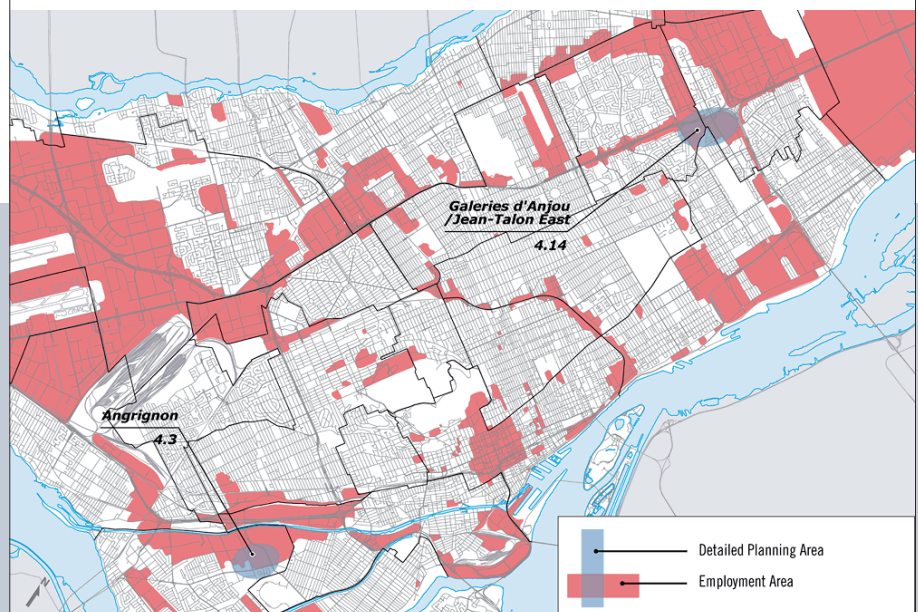 Galeries d'Anjou
/Jean-Talon East
4.14
Angrignon
4.3
Detailed Planning Area
Employment Area
N